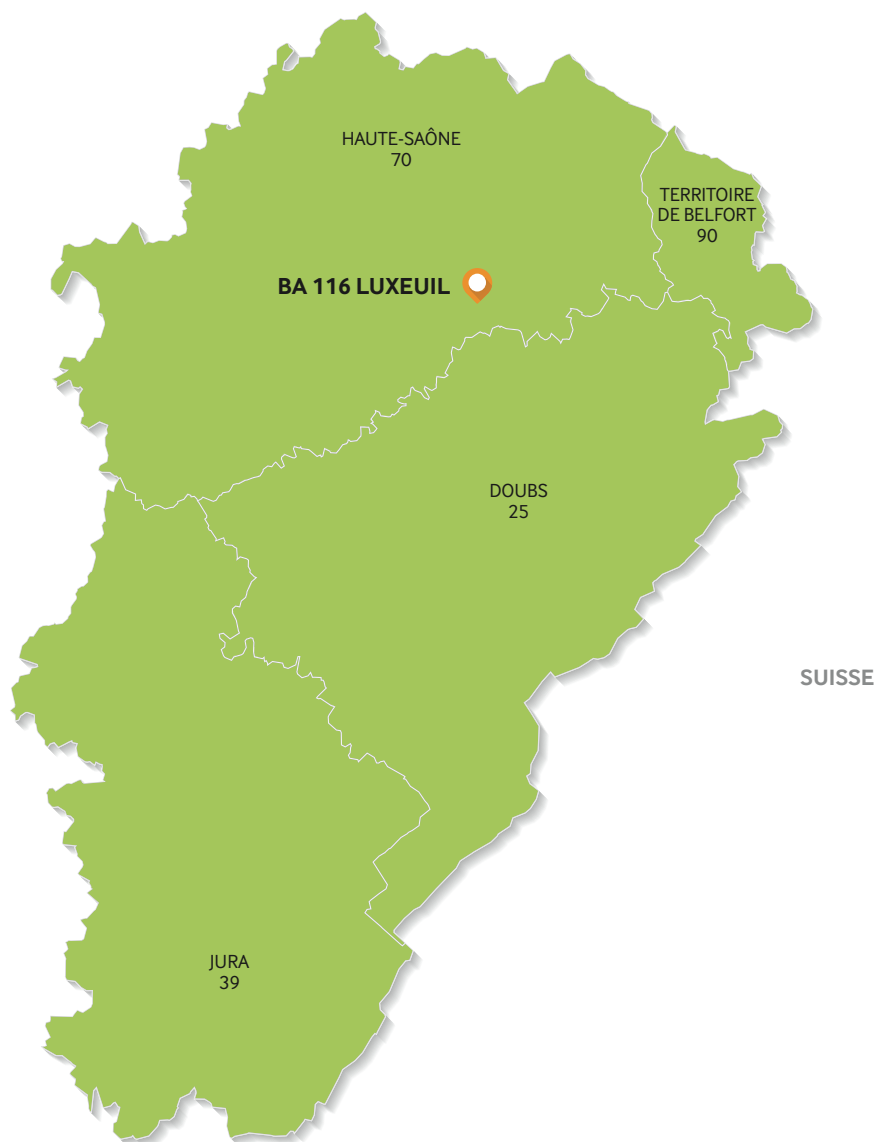 HAUTE-SAÔNE
70
TERRITOIRE
DE BELFORT
90
BA 116 LUXEUIL
DOUBS
25
SUISSE
JURA
39